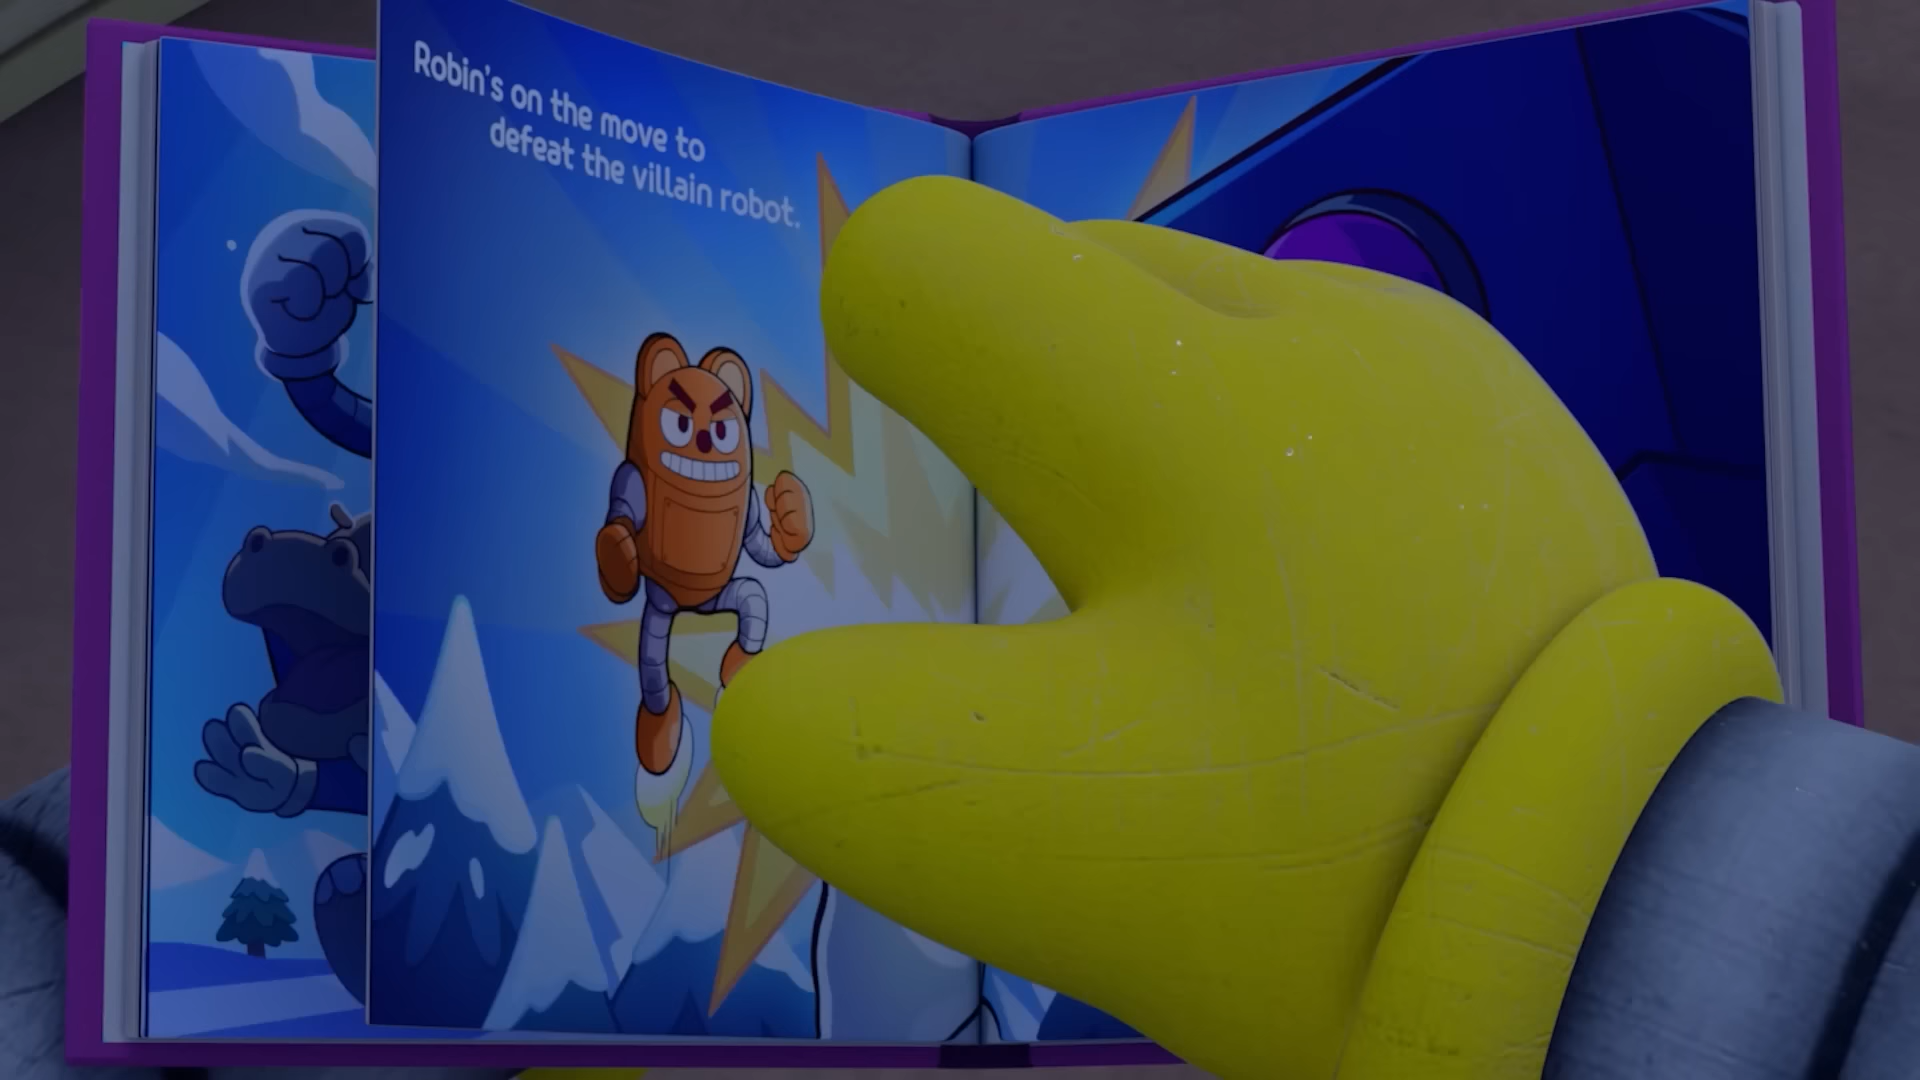 Robin's on the move to
defeat the villain robot.